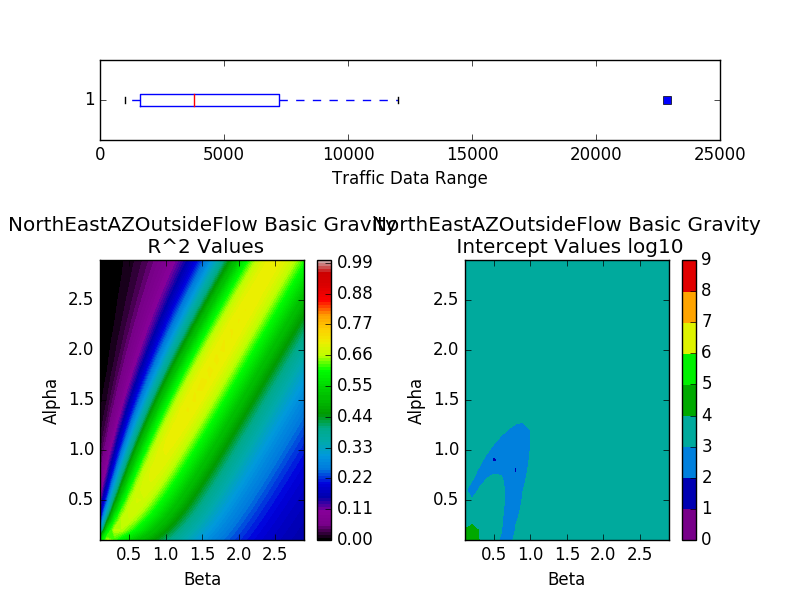 1
0 5000 10000 15000 20000 25000
Traffic Data Range
NorthEastAZOutsideFlow Basic Gravity
R^2 Values
2.5
2.0
1.5
1.0
0.5
Alpha
0.5 1.0 1.5 2.0 2.5
Beta
0.99
0.88
0.77
0.66
0.55
0.44
0.33
0.22
0.11
0.00
NorthEastAZOutsideFlow Basic Gravity
Intercept Values log10
2.5
2.0
1.5
1.0
0.5
Alpha
0.5 1.0 1.5 2.0 2.5
Beta
9
8
7
6
5
4
3
2
1
0